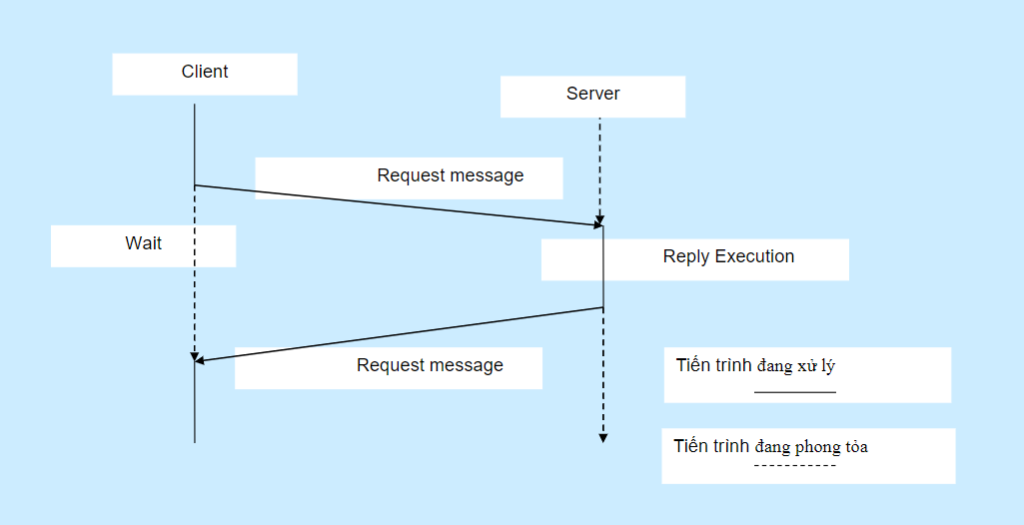 Client
Server
Request message
Wait
Reply Execution
Request message
Tiến trình đang xử lý
Tiến trình đang phong tỏa